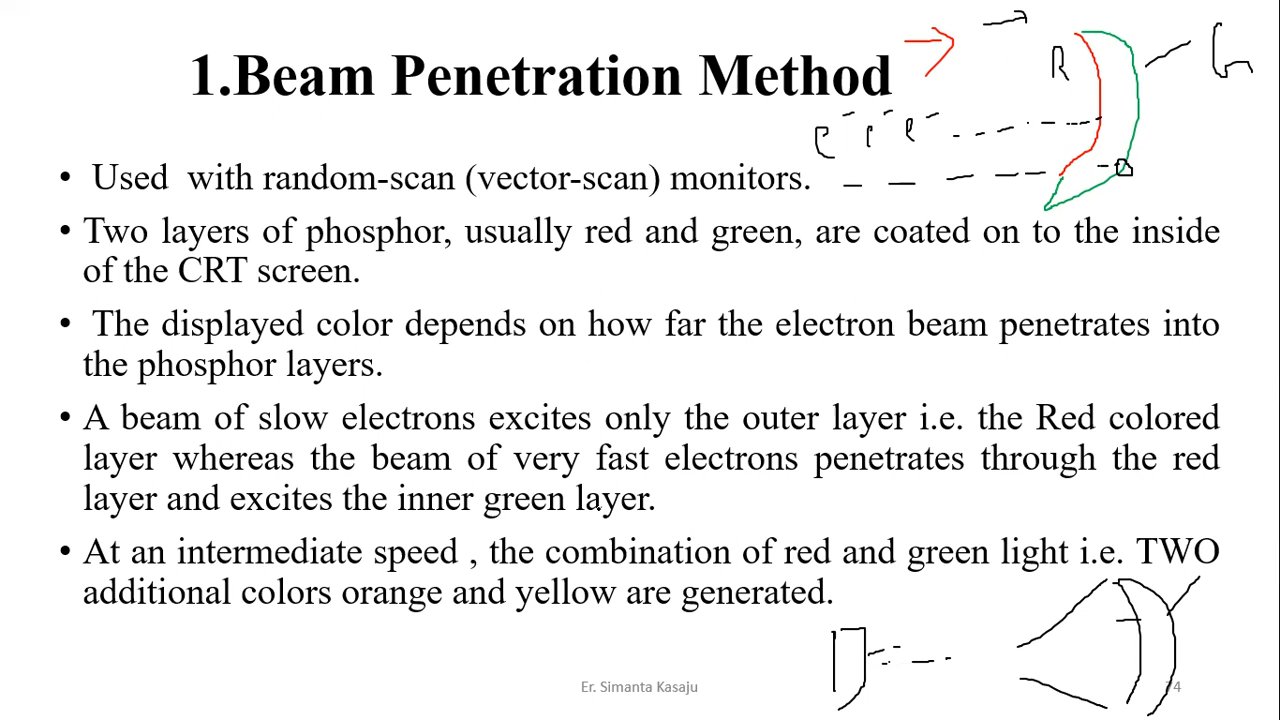 1.Beam Penetration Method
R
G
e⁻ e⁻ e⁻
• Used with random-scan (vector-scan) monitors.
• Two layers of phosphor, usually red and green, are coated on to the inside
of the CRT screen.
• The displayed color depends on how far the electron beam penetrates into
the phosphor layers.
• A beam of slow electrons excites only the outer layer i.e. the Red colored
layer whereas the beam of very fast electrons penetrates through the red
layer and excites the inner green layer.
• At an intermediate speed , the combination of red and green light i.e. TWO
additional colors orange and yellow are generated.
Er. Simanta Kasaju
74